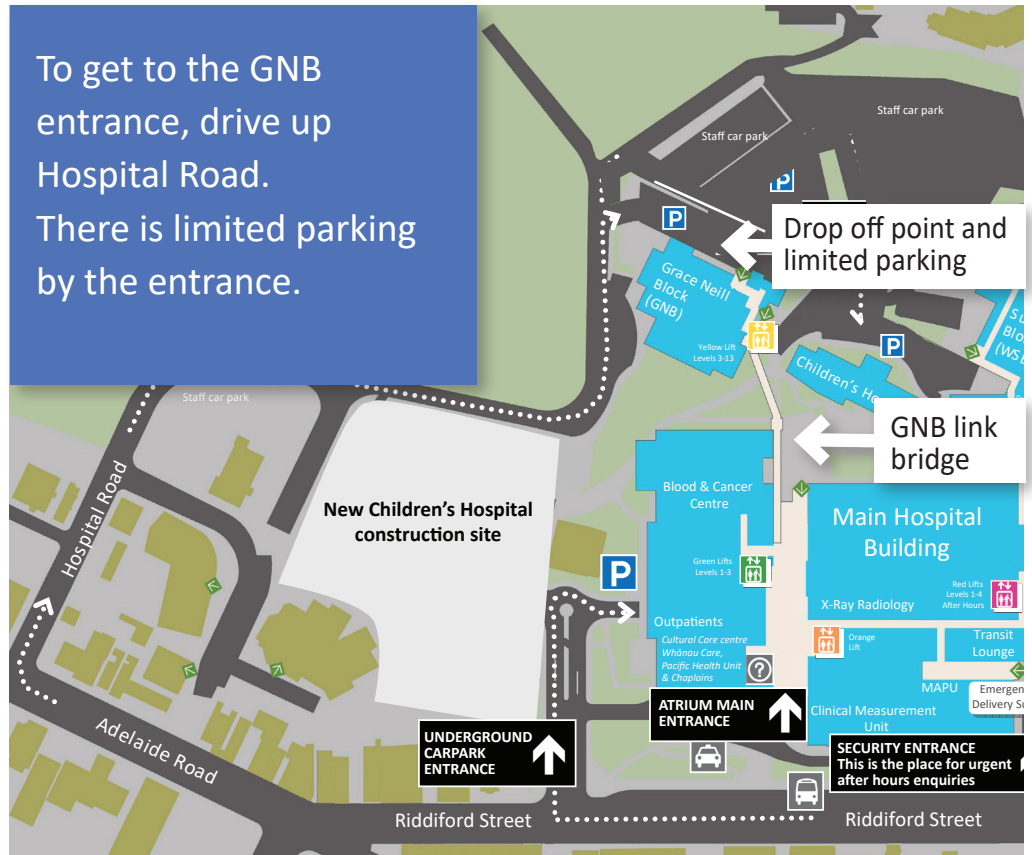 To get to the GNB
entrance, drive up
Hospital Road.
There is limited parking
by the entrance.
Staff car park
Staff car park
P
P
Drop off point and
limited parking
Grace Neill
Block
(GNB)
Yellow Lift
Levels 3-13
P
Children's
Blo
(WSB
GNB link
bridge
Staff car park
Hospital Road
New Children's Hospital
construction site
Blood & Cancer
Centre
Main Hospital
Building
Green Lifts
Levels 1-3
Red Lifts
Levels 1-4
After Hours
P
X-Ray Radiology
Outpatients
Cultural Care centre
Whānau Care,
Pacific Health Unit
& Chaplains
?
Orange
Lift
Transit
Lounge
MAPU
Emergen
Delivery Su
Clinical Measurement
Unit
ATRIUM MAIN
ENTRANCE
UNDERGROUND
CARPARK
ENTRANCE
SECURITY ENTRANCE
This is the place for urgent
after hours enquiries
Adelaide Road
Riddiford Street
Riddiford Street